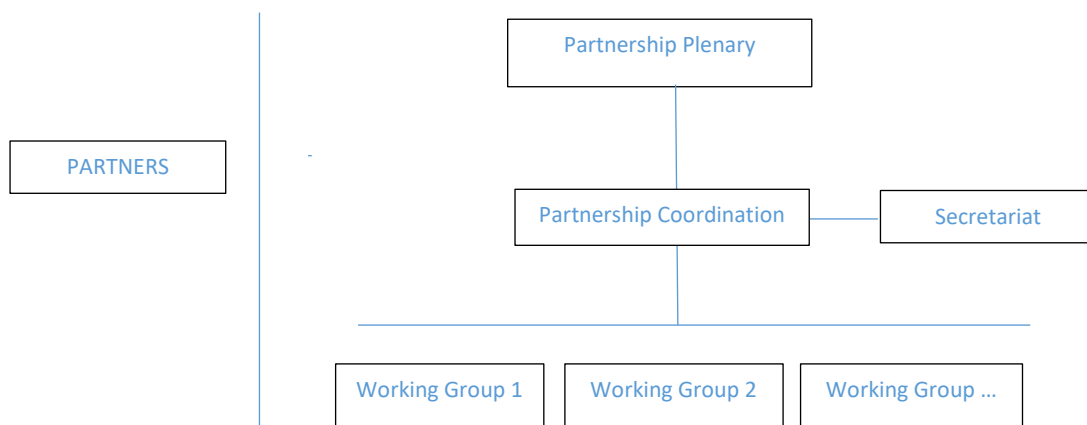 Partnership Plenary
PARTNERS
-
Partnership Coordination
Secretariat
Working Group 1
Working Group 2
Working Group …